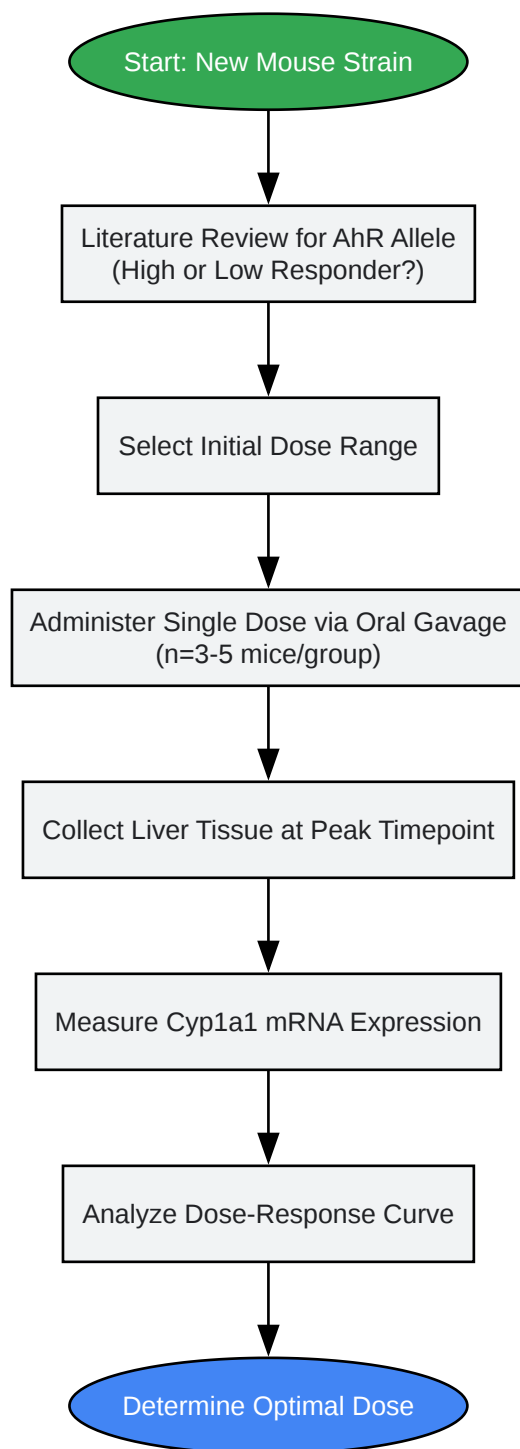 Start: New Mouse Strain
Literature Review for AhR Allele
(High or Low Responder?)
Select Initial Dose Range
Administer Single Dose via Oral Gavage
(n=3-5 mice/group)
Collect Liver Tissue at Peak Timepoint
Measure Cyp1a1 mRNA Expression
Analyze Dose-Response Curve
Determine Optimal Dose